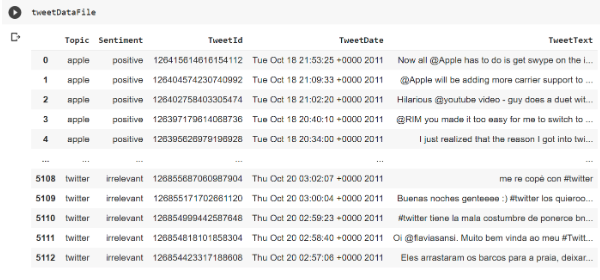 tweetDataFile
Topic Sentiment TweetId TweetDate TweetText
0 apple positive 126415614616154112 Tue Oct 18 21:53:25 +0000 2011 Now all @Apple has to do is get swype on the i...
1 apple positive 126404574230740992 Tue Oct 18 21:09:33 +0000 2011 @Apple will be adding more carrier support to ...
2 apple positive 126402758403305474 Tue Oct 18 21:02:20 +0000 2011 Hilarious @youtube video - guy does a duet wit...
3 apple positive 126397179614068736 Tue Oct 18 20:40:10 +0000 2011 @RIM you made it too easy for me to switch to ...
4 apple positive 126395626979196928 Tue Oct 18 20:34:00 +0000 2011 I just realized that the reason I got into twi...
... ... ... ... ... ...
5108 twitter irrelevant 126855687060987904 Thu Oct 20 03:02:07 +0000 2011 me re copé con #twitter
5109 twitter irrelevant 126855171702661120 Thu Oct 20 03:00:04 +0000 2011 Buenas noches genteeee :) #twitter los quieroo...
5110 twitter irrelevant 126854999442587648 Thu Oct 20 02:59:23 +0000 2011 #twitter tiene la mala costumbre de ponerce bn...
5111 twitter irrelevant 126854818101858304 Thu Oct 20 02:58:40 +0000 2011 Oi @flaviasansi. Muito bem vinda ao meu #Twitt...
5112 twitter irrelevant 126854423317188608 Thu Oct 20 02:57:06 +0000 2011 Eles arrastaram os barcos para a praia, deixar...